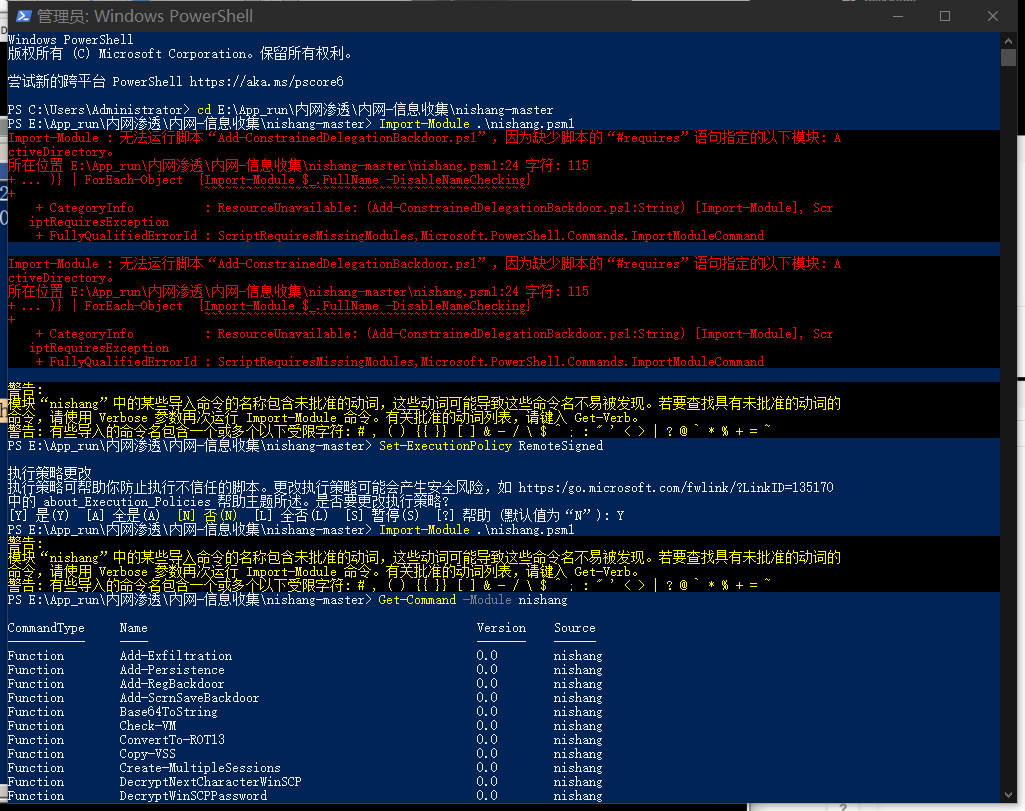 管理员: Windows PowerShell
Windows PowerShell
版权所有 (C) Microsoft Corporation。保留所有权利。
尝试新的跨平台 PowerShell https://aka.ms/pscore6
PS C:\Users\Administrator> cd E:\App_run\内网渗透\内网-信息收集\nishang-master
PS E:\App_run\内网渗透\内网-信息收集\nishang-master> Import-Module .\nishang.psm1
Import-Module : 无法运行脚本“Add-ConstrainedDelegationBackdoor.ps1”，因为缺少脚本的“#requires”语句指定的以下模块: A
ctiveDirectory。
所在位置 E:\App_run\内网渗透\内网-信息收集\nishang-master\nishang.psm1:24 字符: 115
+ ... )} | ForEach-Object  {Import-Module $_.FullName -DisableNameChecking}
+
    + CategoryInfo          : ResourceUnavailable: (Add-ConstrainedDelegationBackdoor.ps1:String) [Import-Module], Scr
   iptRequiresException
    + FullyQualifiedErrorId : ScriptRequiresMissingModules,Microsoft.PowerShell.Commands.ImportModuleCommand
Import-Module : 无法运行脚本“Add-ConstrainedDelegationBackdoor.ps1”，因为缺少脚本的“#requires”语句指定的以下模块: A
ctiveDirectory。
所在位置 E:\App_run\内网渗透\内网-信息收集\nishang-master\nishang.psm1:24 字符: 115
+ ... )} | ForEach-Object  {Import-Module $_.FullName -DisableNameChecking}
+
    + CategoryInfo          : ResourceUnavailable: (Add-ConstrainedDelegationBackdoor.ps1:String) [Import-Module], Scr
   iptRequiresException
    + FullyQualifiedErrorId : ScriptRequiresMissingModules,Microsoft.PowerShell.Commands.ImportModuleCommand
警告:
模块“nishang”中的某些导入命令的名称包含未批准的动词，这些动词可能导致这些命令名不易被发现。若要查找具有未批准的动词的
命令，请使用 Verbose 参数再次运行 Import-Module 命令。有关批准的动词列表，请键入 Get-Verb。
警告: 有些导入的命令名包含一个或多个以下受限字符: # , ( ) {{ }} [ ] & - / \ $ ^ ; : " ' < > | ? @ ` * % + = ~
PS E:\App_run\内网渗透\内网-信息收集\nishang-master> Set-ExecutionPolicy RemoteSigned
执行策略更改
执行策略可帮助你防止执行不信任的脚本。更改执行策略可能会产生安全风险，如 https:/go.microsoft.com/fwlink/?LinkID=135170
中的 about_Execution_Policies 帮助主题所述。是否要更改执行策略?
[Y] 是(Y)  [A] 全是(A)  [N] 否(N)  [L] 全否(L)  [S] 暂停(S)  [?] 帮助 (默认值为“N”): Y
PS E:\App_run\内网渗透\内网-信息收集\nishang-master> Import-Module .\nishang.psm1
警告:
模块“nishang”中的某些导入命令的名称包含未批准的动词，这些动词可能导致这些命令名不易被发现。若要查找具有未批准的动词的
命令，请使用 Verbose 参数再次运行 Import-Module 命令。有关批准的动词列表，请键入 Get-Verb。
警告: 有些导入的命令名包含一个或多个以下受限字符: # , ( ) {{ }} [ ] & - / \ $ ^ ; : " ' < > | ? @ ` * % + = ~
PS E:\App_run\内网渗透\内网-信息收集\nishang-master> Get-Command -Module nishang
CommandType     Name                                               Version    Source
Function        Add-Exfiltration                                   0.0        nishang
Function        Add-Persistence                                    0.0        nishang
Function        Add-RegBackdoor                                    0.0        nishang
Function        Add-ScrnSaveBackdoor                               0.0        nishang
Function        Base64ToString                                     0.0        nishang
Function        Check-VM                                           0.0        nishang
Function        ConvertTo-ROT13                                    0.0        nishang
Function        Copy-VSS                                           0.0        nishang
Function        Create-MultipleSessions                            0.0        nishang
Function        DecryptNextCharacterWinSCP                         0.0        nishang
Function        DecryptWinSCPPassword                              0.0        nishang